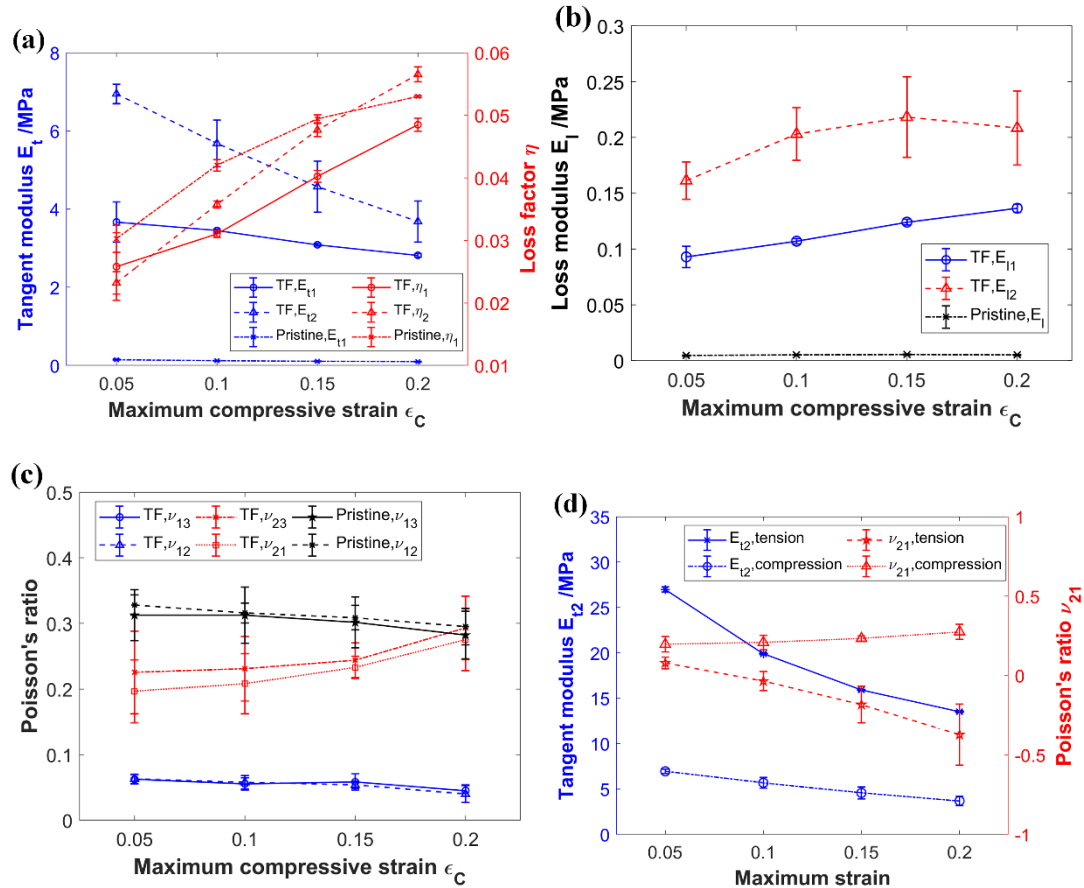 (a)
8
6
4
2
0
Tangent modulus E_t /MPa
0.06
0.05
0.04
0.03
0.02
0.01
Loss factor η
TF,E_t1
TF,E_t2
Pristine,E_t1
TF,η_1
TF,η_2
Pristine,η_1
0.05 0.1 0.15 0.2
Maximum compressive strain ϵ_C
(b)
0.3
0.25
0.2
0.15
0.1
0.05
0
Loss modulus E_l /MPa
TF,E_l1
TF,E_l2
Pristine,E_l
0.05 0.1 0.15 0.2
Maximum compressive strain ϵ_C
(c)
0.5
0.4
0.3
0.2
0.1
0
Poisson's ratio
TF,ν_13
TF,ν_12
TF,ν_23
TF,ν_21
Pristine,ν_13
Pristine,ν_12
0.05 0.1 0.15 0.2
Maximum compressive strain ϵ_C
(d)
35
30
25
20
15
10
5
0
Tangent modulus E_t2 /MPa
1
0.5
0
-0.5
-1
Poisson's ratio ν_21
E_t2,tension
E_t2,compression
ν_21,tension
ν_21,compression
0.05 0.1 0.15 0.2
Maximum strain